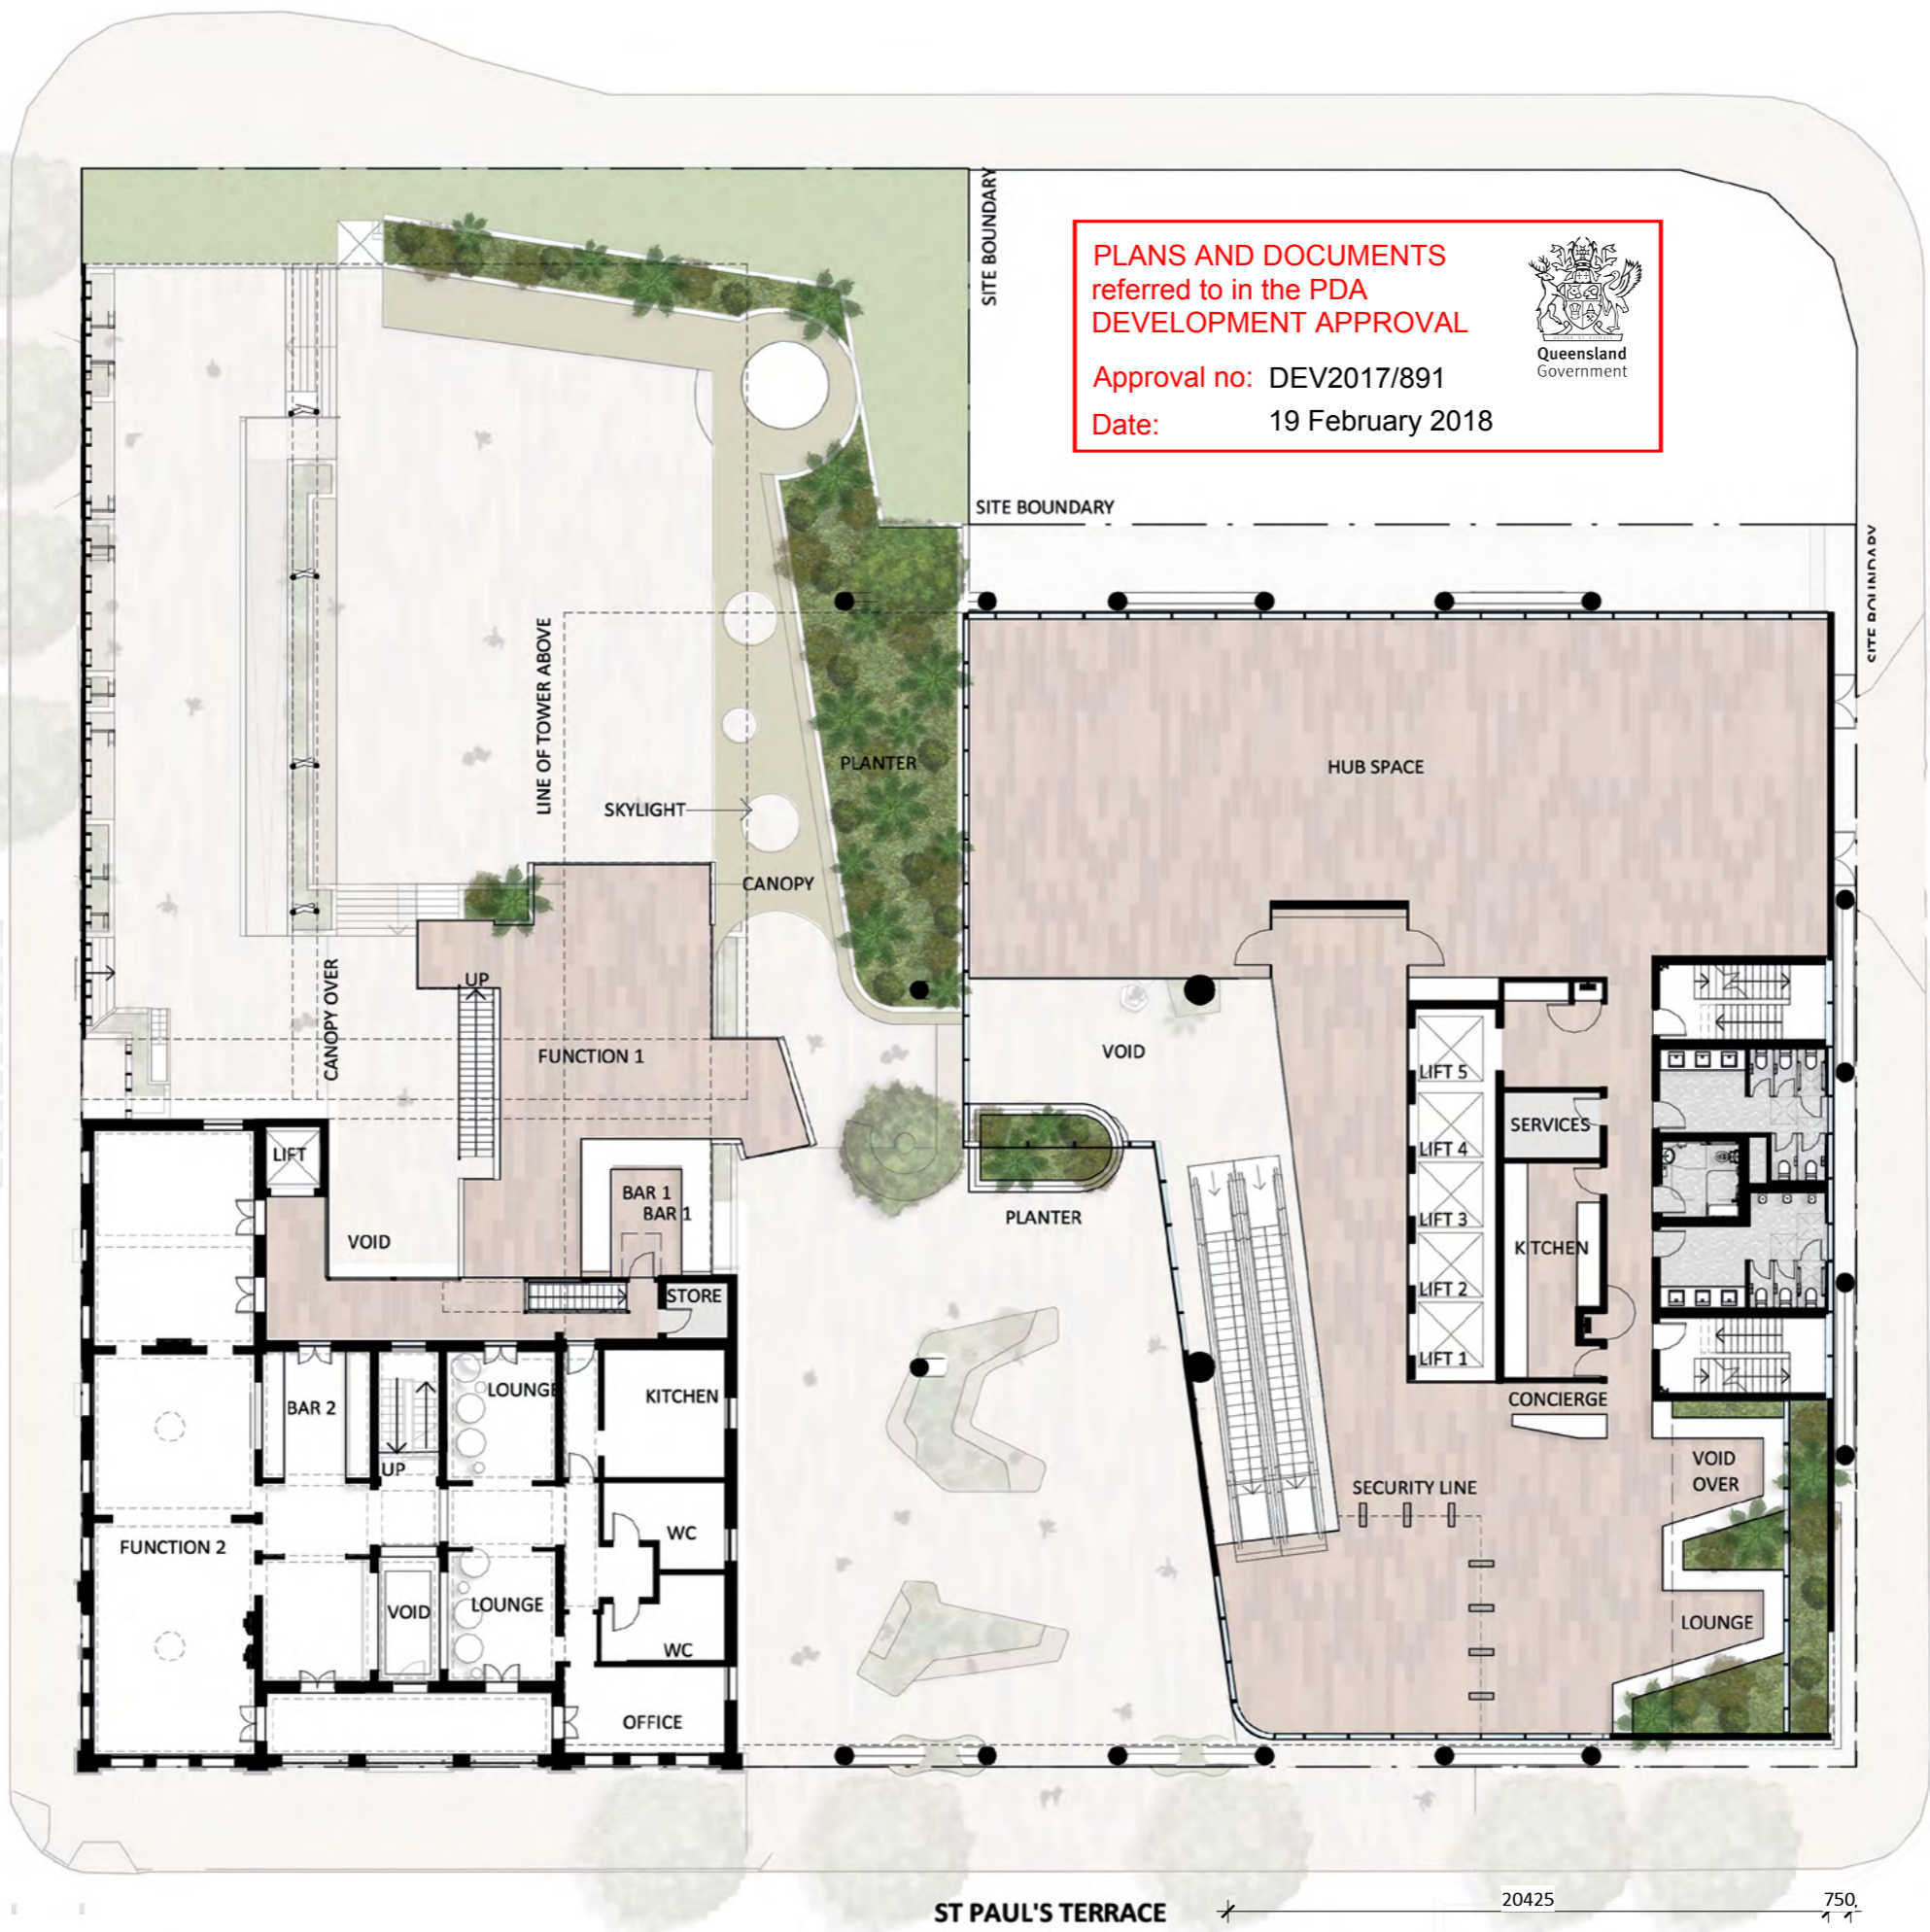 SITE BOUNDARY
PLANS AND DOCUMENTS
referred to in the PDA
DEVELOPMENT APPROVAL
Approval no: DEV2017/891
Date: 19 February 2018
Queensland
Government
SITE BOUNDARY
SITE BOUNDARY
LINE OF TOWER ABOVE
PLANTER
HUB SPACE
SKYLIGHT
CANOPY
UP
CANOPY OVER
FUNCTION 1
VOID
LIFT 5
SERVICES
LIFT 4
LIFT
BAR 1
BAR 1
PLANTER
LIFT 3
VOID
KITCHEN
LIFT 2
STORE
LIFT 1
LOUNGE
KITCHEN
BAR 2
CONCIERGE
UP
VOID
OVER
SECURITY LINE
WC
FUNCTION 2
VOID
LOUNGE
LOUNGE
WC
OFFICE
ST PAUL'S TERRACE
20425
750